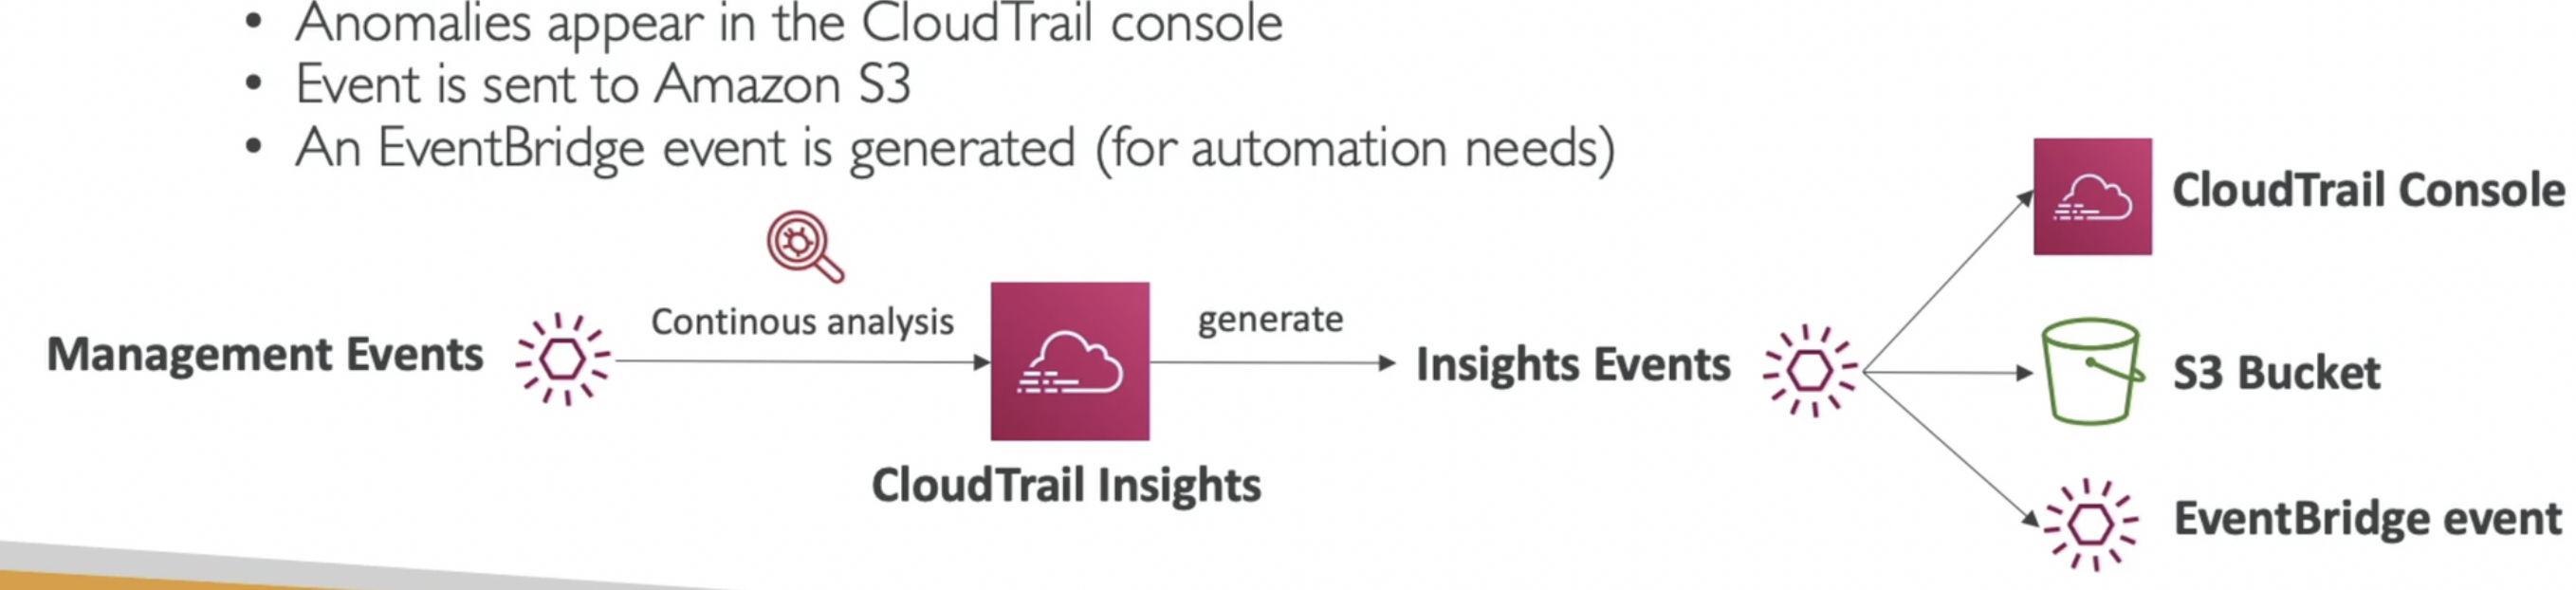 • Anomalies appear in the CloudTrail console
• Event is sent to Amazon S3
• An EventBridge event is generated (for automation needs)
CloudTrail Console
Continous analysis
generate
Management Events
Insights Events
S3 Bucket
CloudTrail Insights
EventBridge event